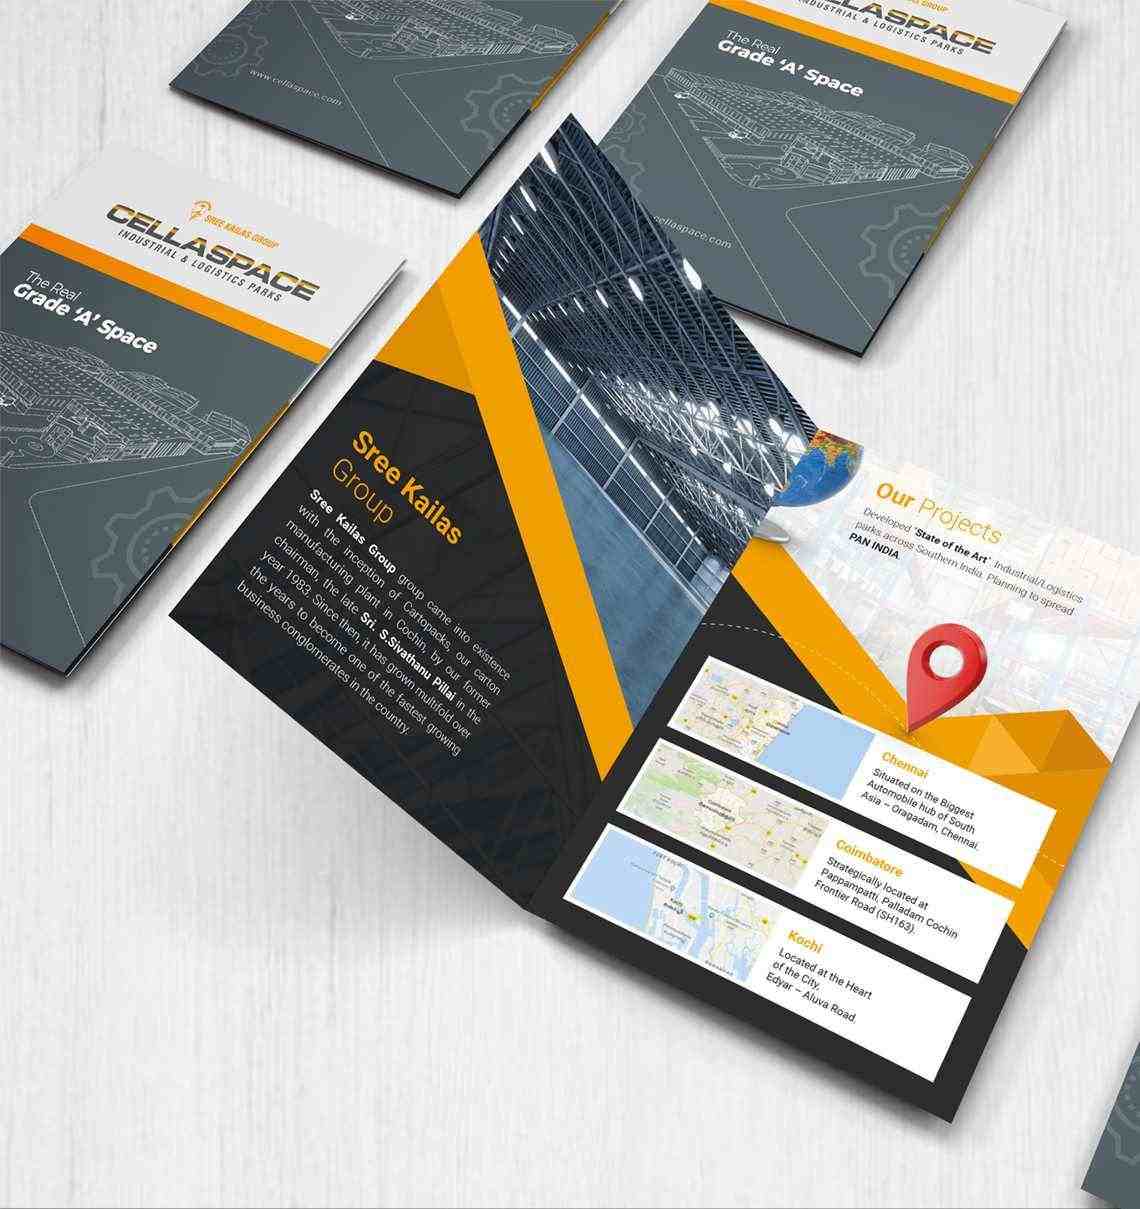 www.cellaspace.com
AS GROUP
CELLASPACE
INDUSTRIAL & LOGISTICS PARKS
The Real
Grade ‘A’ Space
cellaspace.com
SREE KAILAS GROUP
CELLASPACE
INDUSTRIAL & LOGISTICS PARKS
The Real
Grade ‘A’ Space
Sree Kailas
Group
Sree Kailas Group group came into existence
with the inception of Cartopacks, our carton
manufacturing plant in Cochin, by our former
chairman, the late Sri. S.Sivathanu Pillai in the
year 1983. Since then it has grown multifold over
the years to become one of the fastest growing
business conglomerates in the country.
Our Projects
Developed "State of the Art" Industrial/Logistics
parks across Southern India. Planning to spread
PAN INDIA
Chennai
Situated on the Biggest
Automobile hub of South
Asia – Oragadam, Chennai.
Coimbatore
Strategically located at
Pappampatti, Palladam Cochin
Frontier Road (SH163).
Kochi
Located at the Heart
of the City,
Edyar – Aluva Road.